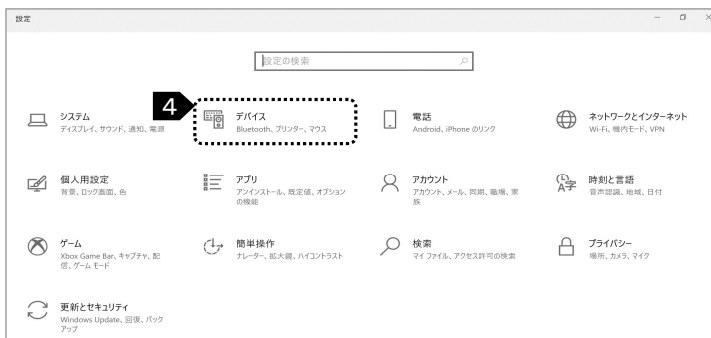 設定
設定の検索
4
システム
ディスプレイ、サウンド、通知、電源
デバイス
Bluetooth、プリンター、マウス
電話
Android、iPhone のリンク
ネットワークとインターネット
Wi-Fi、機内モード、VPN
個人用設定
背景、ロック画面、色
アプリ
アンインストール、既定値、オプション
の機能
アカウント
アカウント、メール、同期、職場、家
族
時刻と言語
音声認識、地域、日付
ゲーム
Xbox Game Bar、キャプチャ、配
信、ゲーム モード
簡単操作
ナレーター、拡大鏡、ハイコントラスト
検索
マイ ファイル、アクセス許可の検索
プライバシー
場所、カメラ、マイク
更新とセキュリティ
Windows Update、回復、バック
アップ